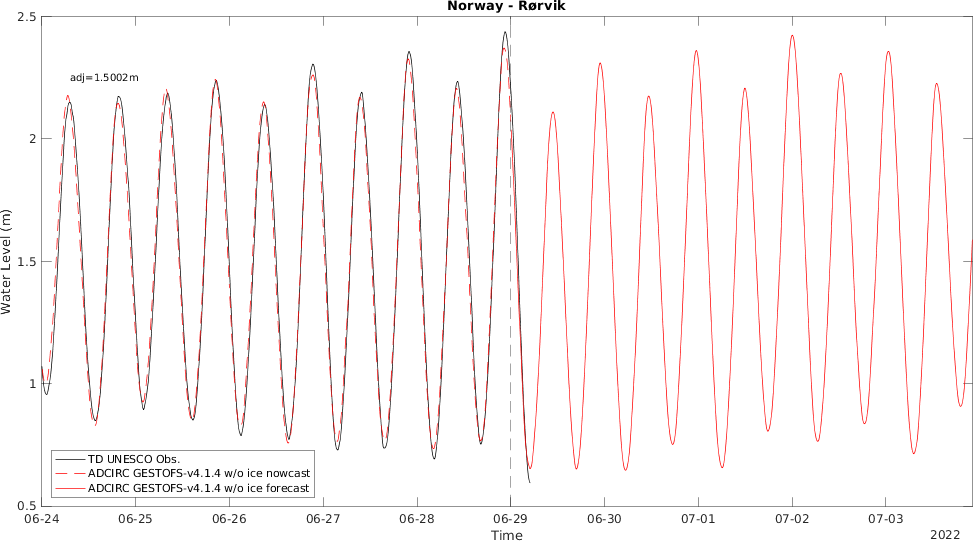 Norway - Rørvik
2.5
adj=1.5002m
2
1.5
1
0.5
Water Level (m)
TD UNESCO Obs.
ADCIRC GESTOFS-v4.1.4 w/o ice nowcast
ADCIRC GESTOFS-v4.1.4 w/o ice forecast
06-24 06-25 06-26 06-27 06-28 06-29 06-30 07-01 07-02 07-03
Time
2022